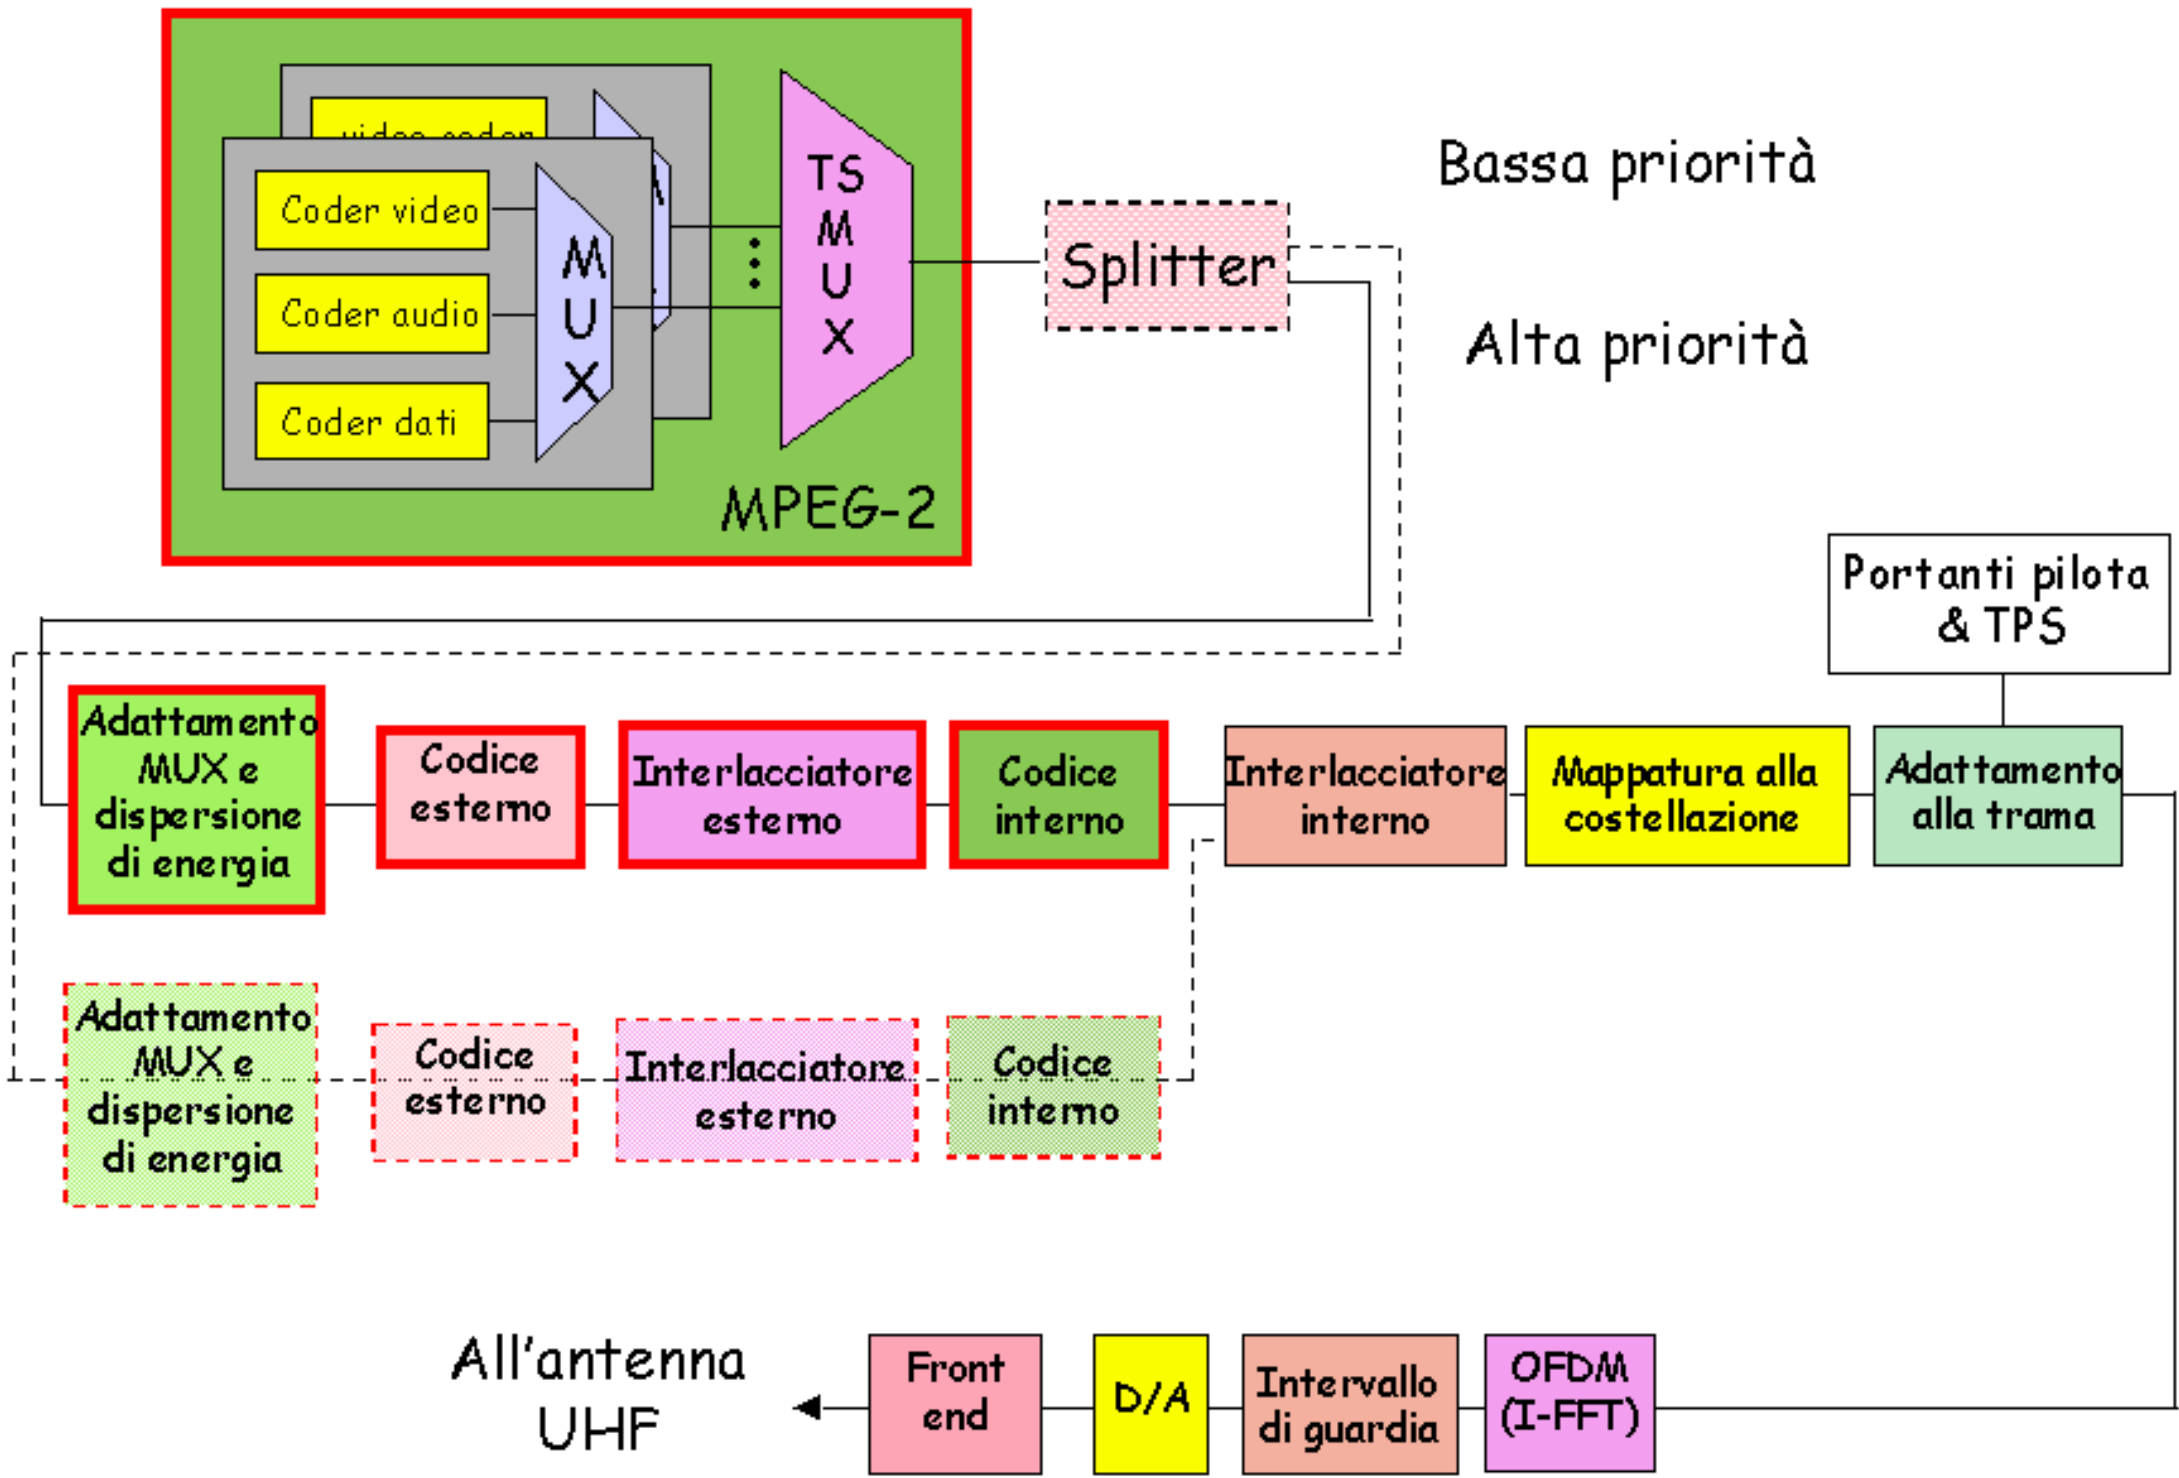 video coder
Coder video
Coder audio
Coder dati
M
U
X
TS
M
U
X
MPEG-2
Splitter
Bassa priorità
Alta priorità
Portanti pilota
& TPS
Adattamento
MUX e
dispersione
di energia
Codice
esterno
Interlacciatore
esterno
Codice
interno
Interlacciatore
interno
Mappatura alla
costellazione
Adattamento
alla trama
Adattamento
MUX e
dispersione
di energia
Codice
esterno
Interlacciatore
esterno
Codice
interno
All'antenna
UHF
Front
end
D/A
Intervallo
di guardia
OFDM
(I-FFT)